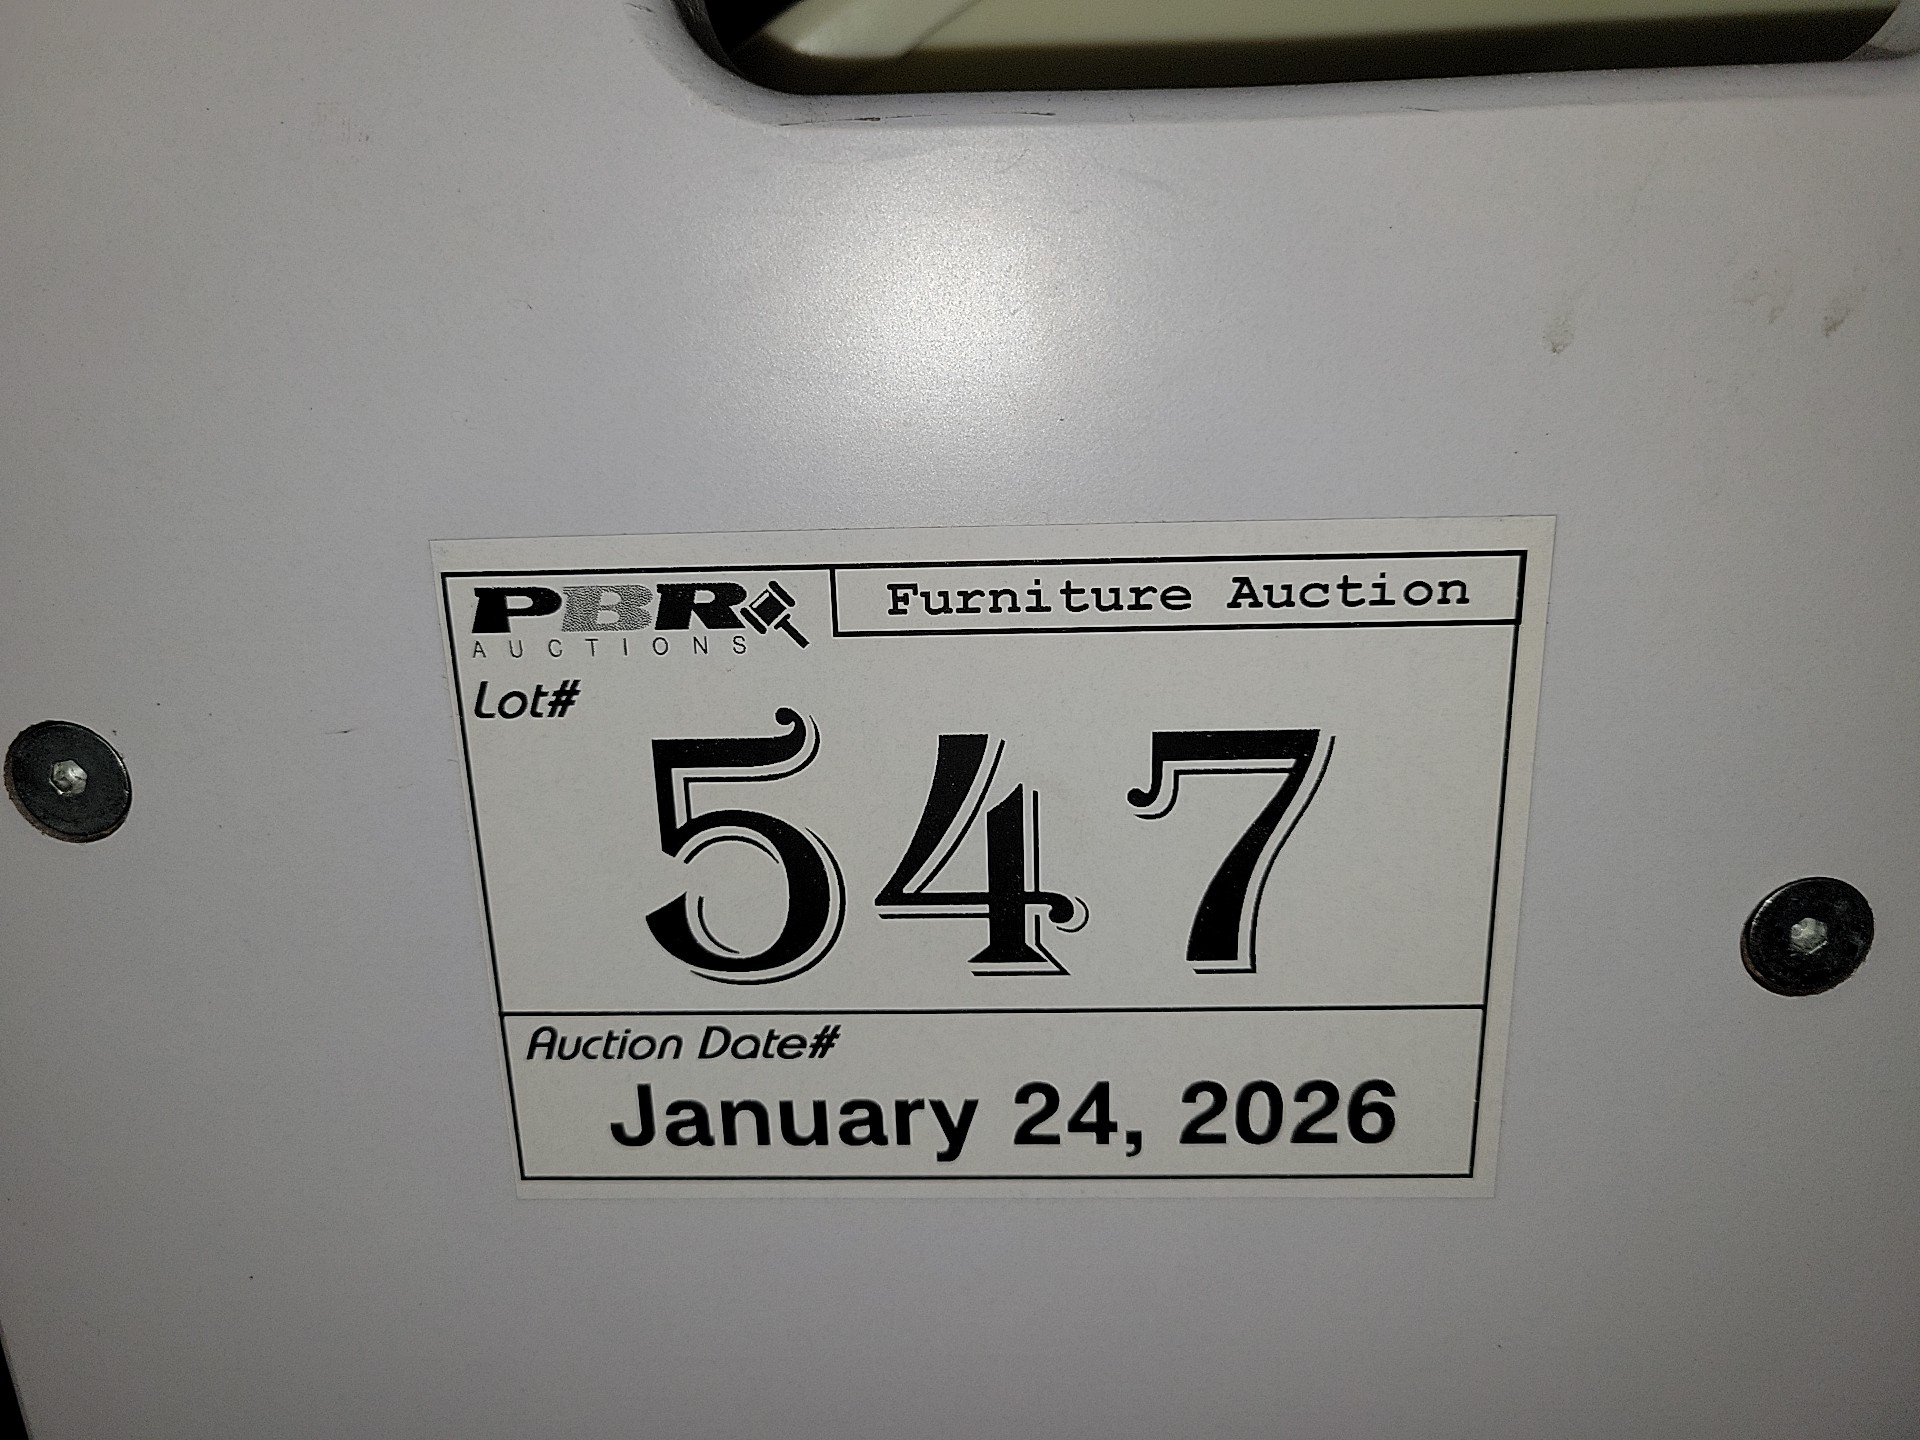 PBR
AUCTIONS
Furniture Auction
Lot#
547
Auction Date#
January 24, 2026